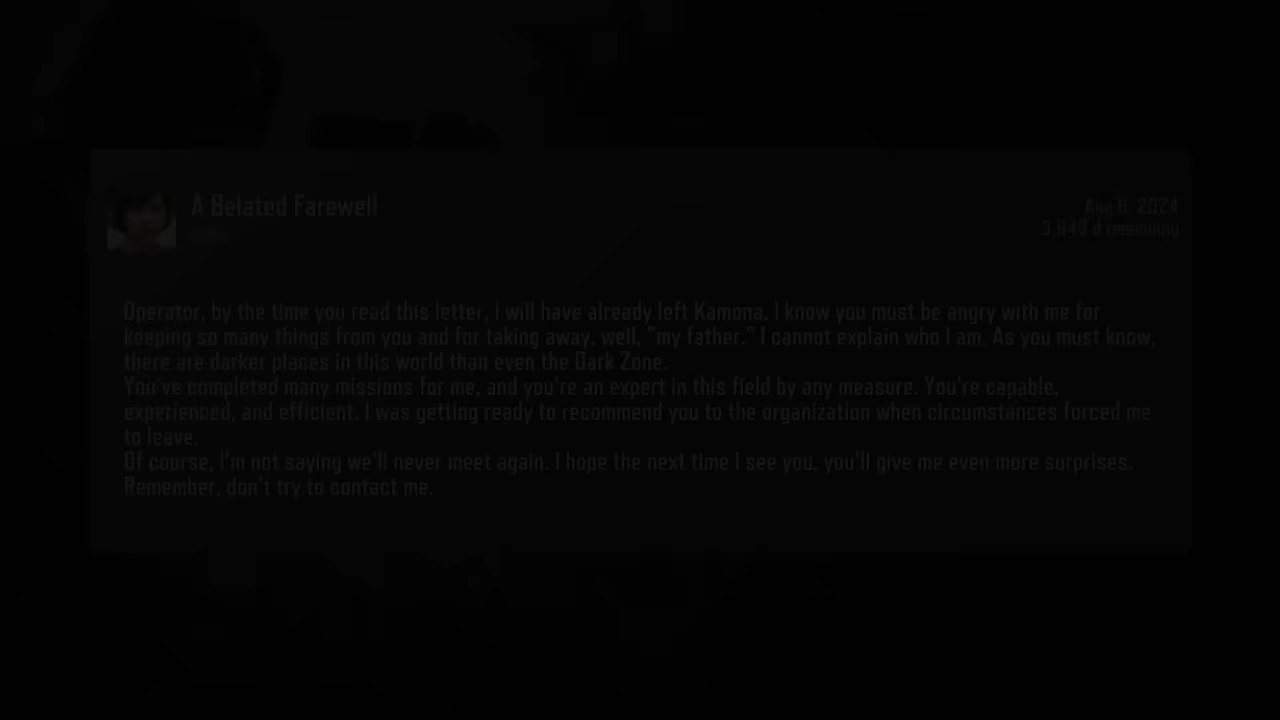 A Belated Farewell
Aug 8, 2024
Operator, by the time you read this letter, I will have already left Kamona. I know you must be angry with me for
keeping so many things from you and for taking away, well, "my father." I cannot explain who I am. As you must know,
there are darker places in this world than even the Dark Zone.
You've completed many missions for me, and you're an expert in this field by any measure. You're capable,
experienced, and efficient. I was getting ready to recommend you to the organization when circumstances forced me
to leave.
Of course, I'm not saying we'll never meet again. I hope the next time I see you, you'll give me even more surprises.
Remember, don't try to contact me.